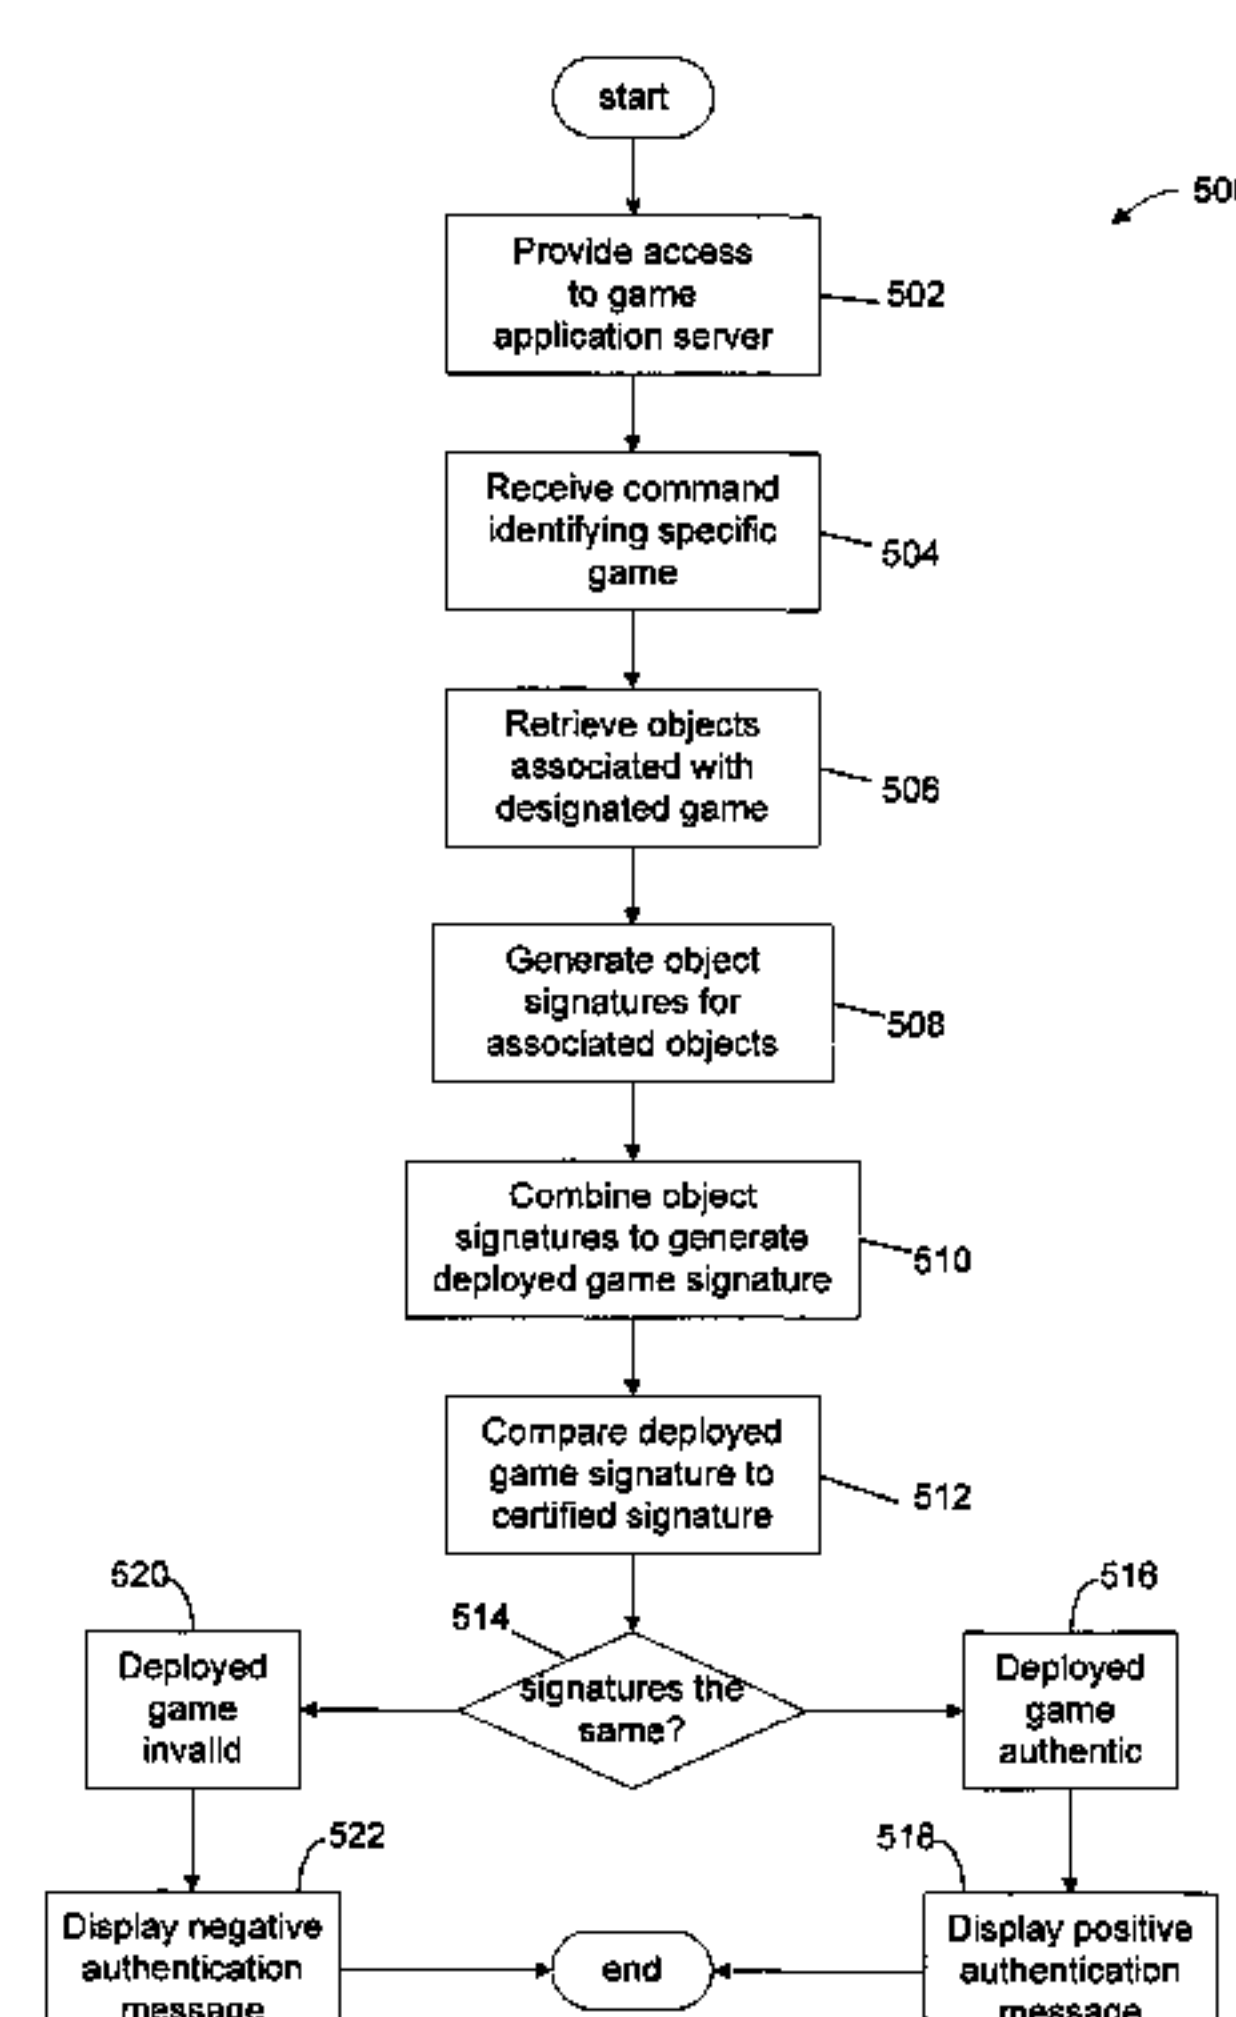 start
Provide access
to game
application server
502
Receive command
identifying specific
game
504
Retrieve objects
associated with
designated game
506
Generate object
signatures for
associated objects
508
Combine object
signatures to generate
deployed game signature
510
Compare deployed
game signature to
certified signature
512
514
signatures the
same?
520
Deployed
game
invalid
516
Deployed
game
authentic
522
Display negative
authentication
message
end
518
Display positive
authentication
message